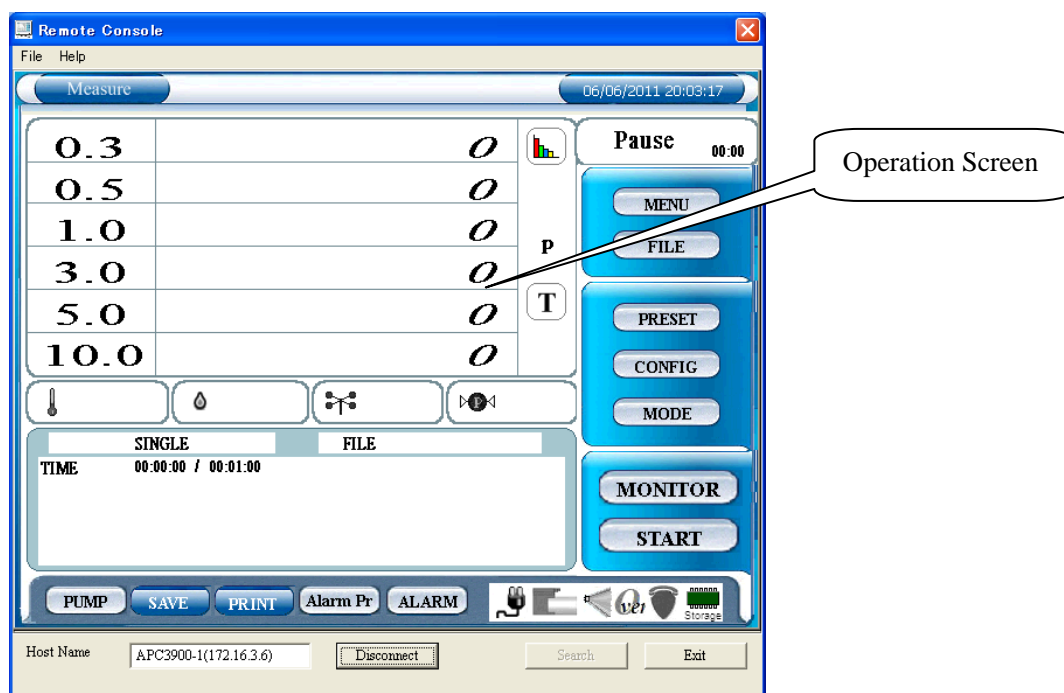 Remote Console
File Help
Measure 06/06/2011 20:03:17
0.3 0
0.5 0
1.0 0
3.0 0
5.0 0
10.0 0
P
T
Pause 00:00
MENU
FILE
PRESET
CONFIG
MODE
MONITOR
START
Operation Screen
P
SINGLE FILE
TIME 00:00:00 / 00:01:00
PUMP SAVE PRINT Alarm Pr ALARM Over Storage
Host Name APC3900-1(172.16.3.6) Disconnect Search Exit